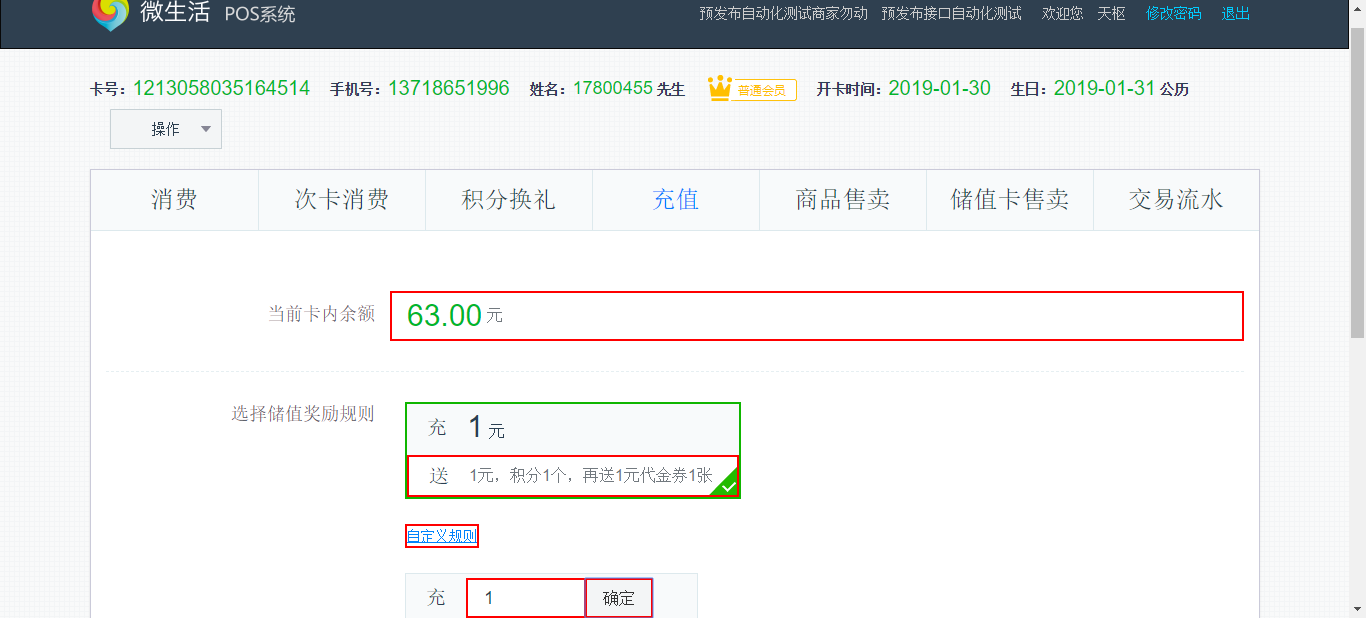 微生活 POS系统 预发布自动化测试商家勿动 预发布接口自动化测试 欢迎您 天枢 修改密码 退出
卡号：1213058035164514 手机号：13718651996 姓名：17800455 先生 普通会员 开卡时间：2019-01-30 生日：2019-01-31 公历
操作
消费 次卡消费 积分换礼 充值 商品售卖 储值卡售卖 交易流水
当前卡内余额 63.00 元
选择储值奖励规则 充 1 元
送 1元，积分1个，再送1元代金券1张
自定义规则
充 1 确定